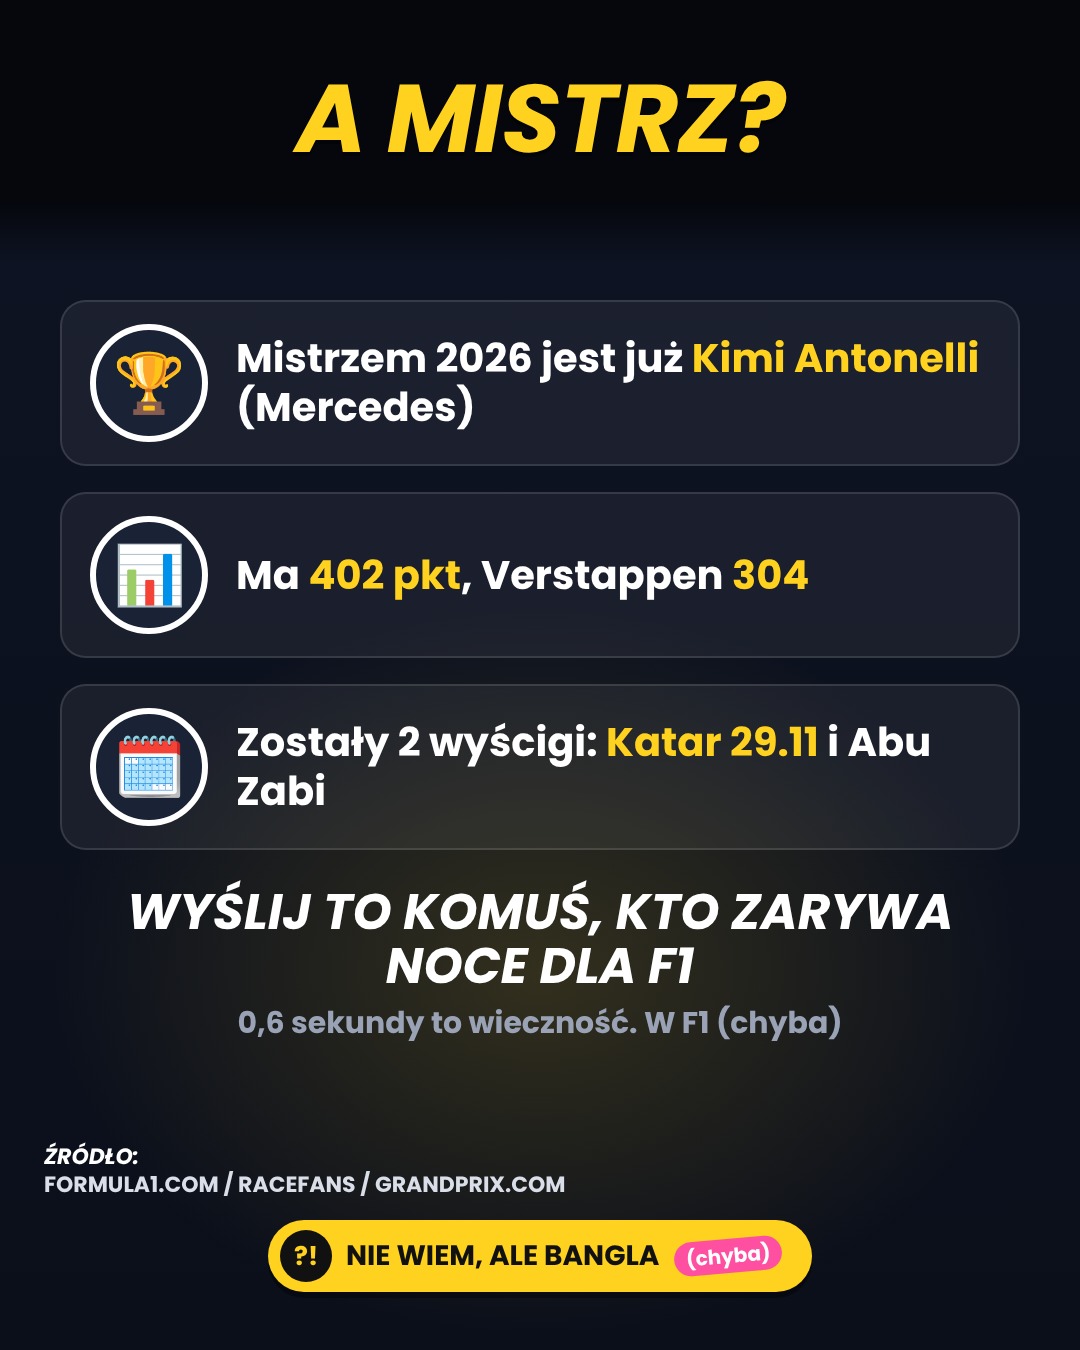 A MISTRZ?
Mistrzem 2026 jest już Kimi Antonelli
(Mercedes)
Ma 402 pkt, Verstappen 304
Zostały 2 wyścigi: Katar 29.11 i Abu
Zabi
WYŚLIJ TO KOMUŚ, KTO ZARYWA
NOCE DLA F1
0,6 sekundy to wieczność. W F1 (chyba)
ŹRÓDŁO:
FORMULA1.COM / RACEFANS / GRANDPRIX.COM
?! NIE WIEM, ALE BANGLA (chyba)